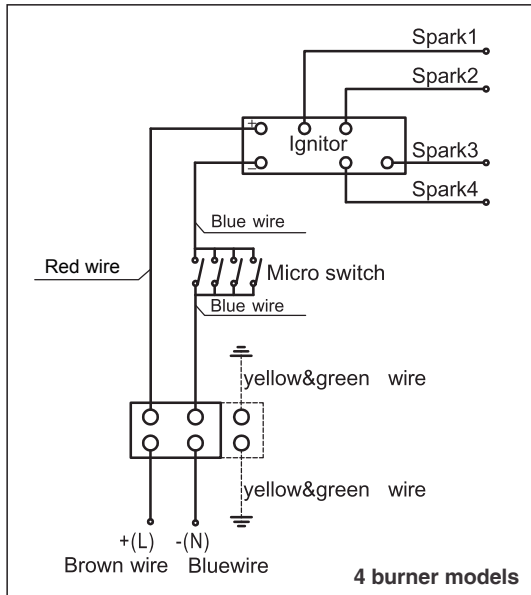 Spark1
Spark2
+
Ignitor
Spark3
−
Spark4
Blue wire
Red wire
Micro switch
Blue wire
yellow&green wire
yellow&green wire
+(L) -(N)
Brown wire Bluewire
4 burner models